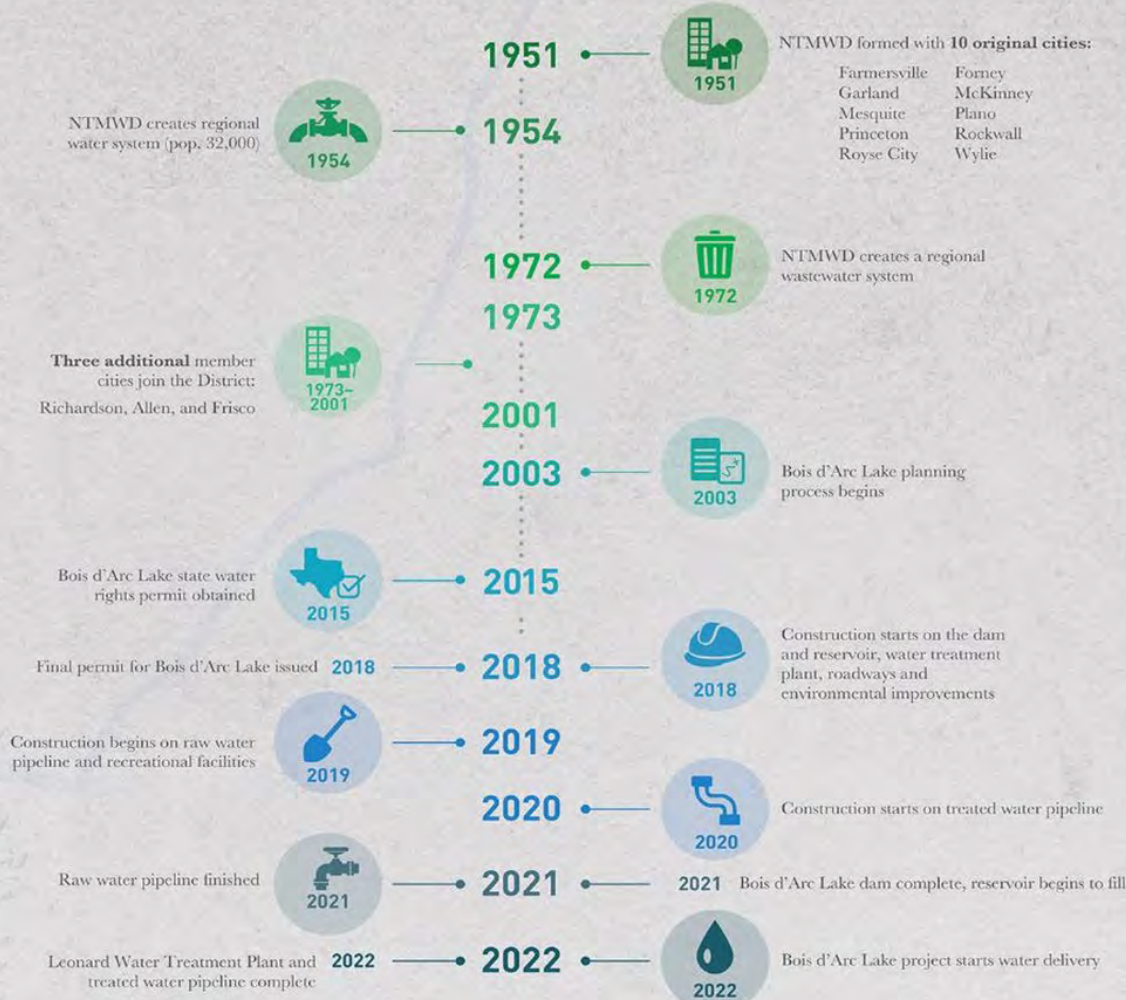 1951
1951
NTMWD formed with 10 original cities:
Farmersville Forney
Garland McKinney
Mesquite Plano
Princeton Rockwall
Royse City Wylie
NTMWD creates regional
water system (pop. 32,000)
1954
1954
1972
1972
NTMWD creates a regional
wastewater system
1973
Three additional member
cities join the District:
Richardson, Allen, and Frisco
1973–
2001
2001
2003
2003
Bois d’Arc Lake planning
process begins
Bois d’Arc Lake state water
rights permit obtained
2015
2015
Final permit for Bois d’Arc Lake issued 2018
2018
2018
Construction starts on the dam
and reservoir, water treatment
plant, roadways and
environmental improvements
Construction begins on raw water
pipeline and recreational facilities
2019
2019
2020
2020
Construction starts on treated water pipeline
Raw water pipeline finished
2021
2021
2021 Bois d’Arc Lake dam complete, reservoir begins to fill
Leonard Water Treatment Plant and
treated water pipeline complete
2022
2022
2022
Bois d’Arc Lake project starts water delivery